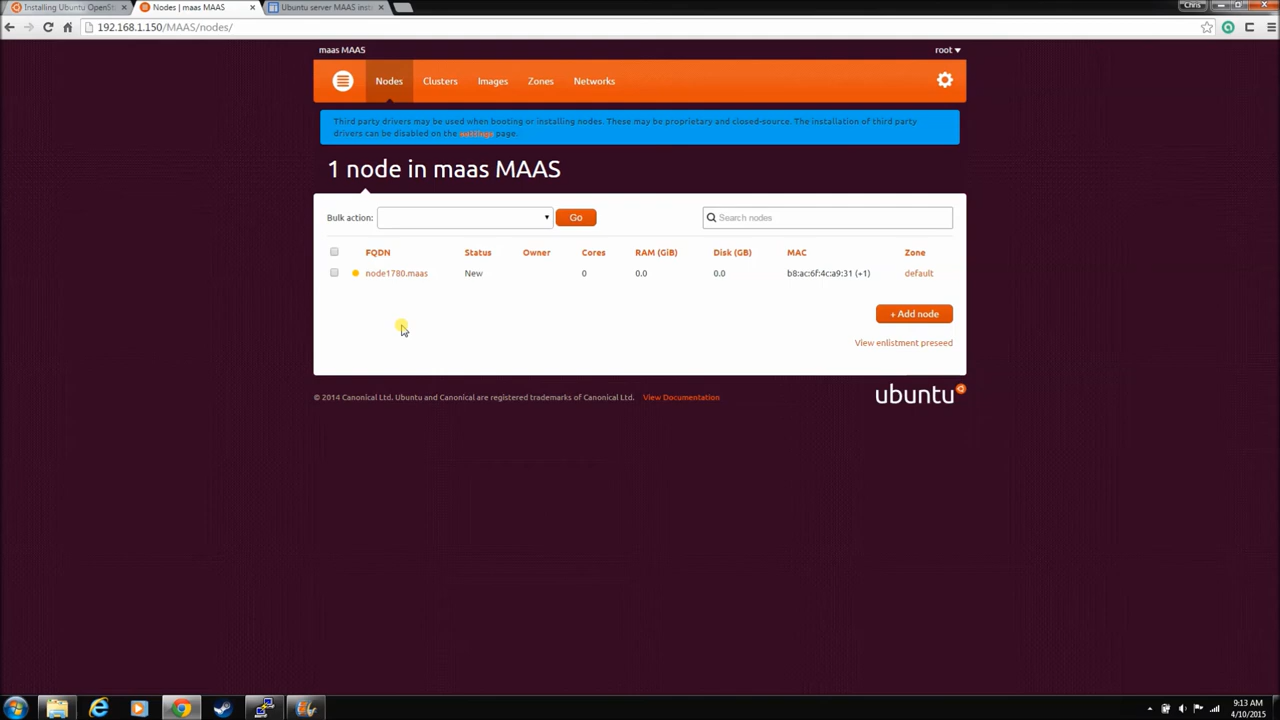 Installing Ubuntu OpenSt
Nodes | maas MAAS
Ubuntu server MAAS inst
Chris
192.168.1.150/MAAS/nodes/
maas MAAS
root
Nodes
Clusters
Images
Zones
Networks
Third party drivers may be used when booting or installing nodes. These may be proprietary and closed-source. The installation of third party
drivers can be disabled on the settings page.
1 node in maas MAAS
Bulk action:
Go
Search nodes
FQDN Status Owner Cores RAM (GiB) Disk (GB) MAC Zone
node1780.maas New 0 0.0 0.0 b8:ac:6f:4c:a9:31 (+1) default
+ Add node
View enlistment preseed
© 2014 Canonical Ltd. Ubuntu and Canonical are registered trademarks of Canonical Ltd. View Documentation
ubuntu
9:13 AM
4/10/2015